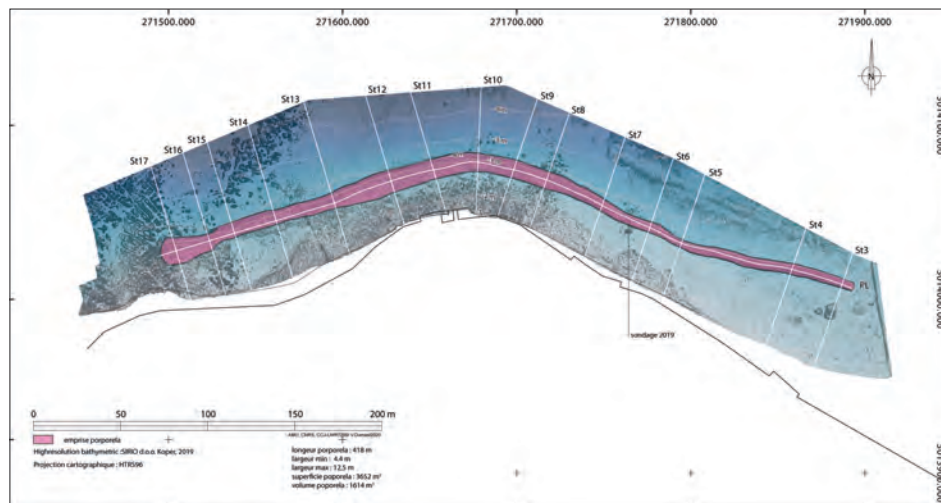 271500.000
271600.000
271700.000
271800.000
271900.000
St17
St16
St15
St14
St13
St12
St11
St10
St9
St8
St7
St6
St5
St4
St3
N
PL
sondage 2019
0
50
100
150
200 m
emprise porporela
Highresolution bathymetric :SIRIO d.o.o. Koper, 2019
Projection cartographique : HTRS96
longeur porporela : 418 m
largeur min : 4.4 m
largeur max : 12.5 m
superficie poporela : 3652 m²
volume poporela : 1614 m³